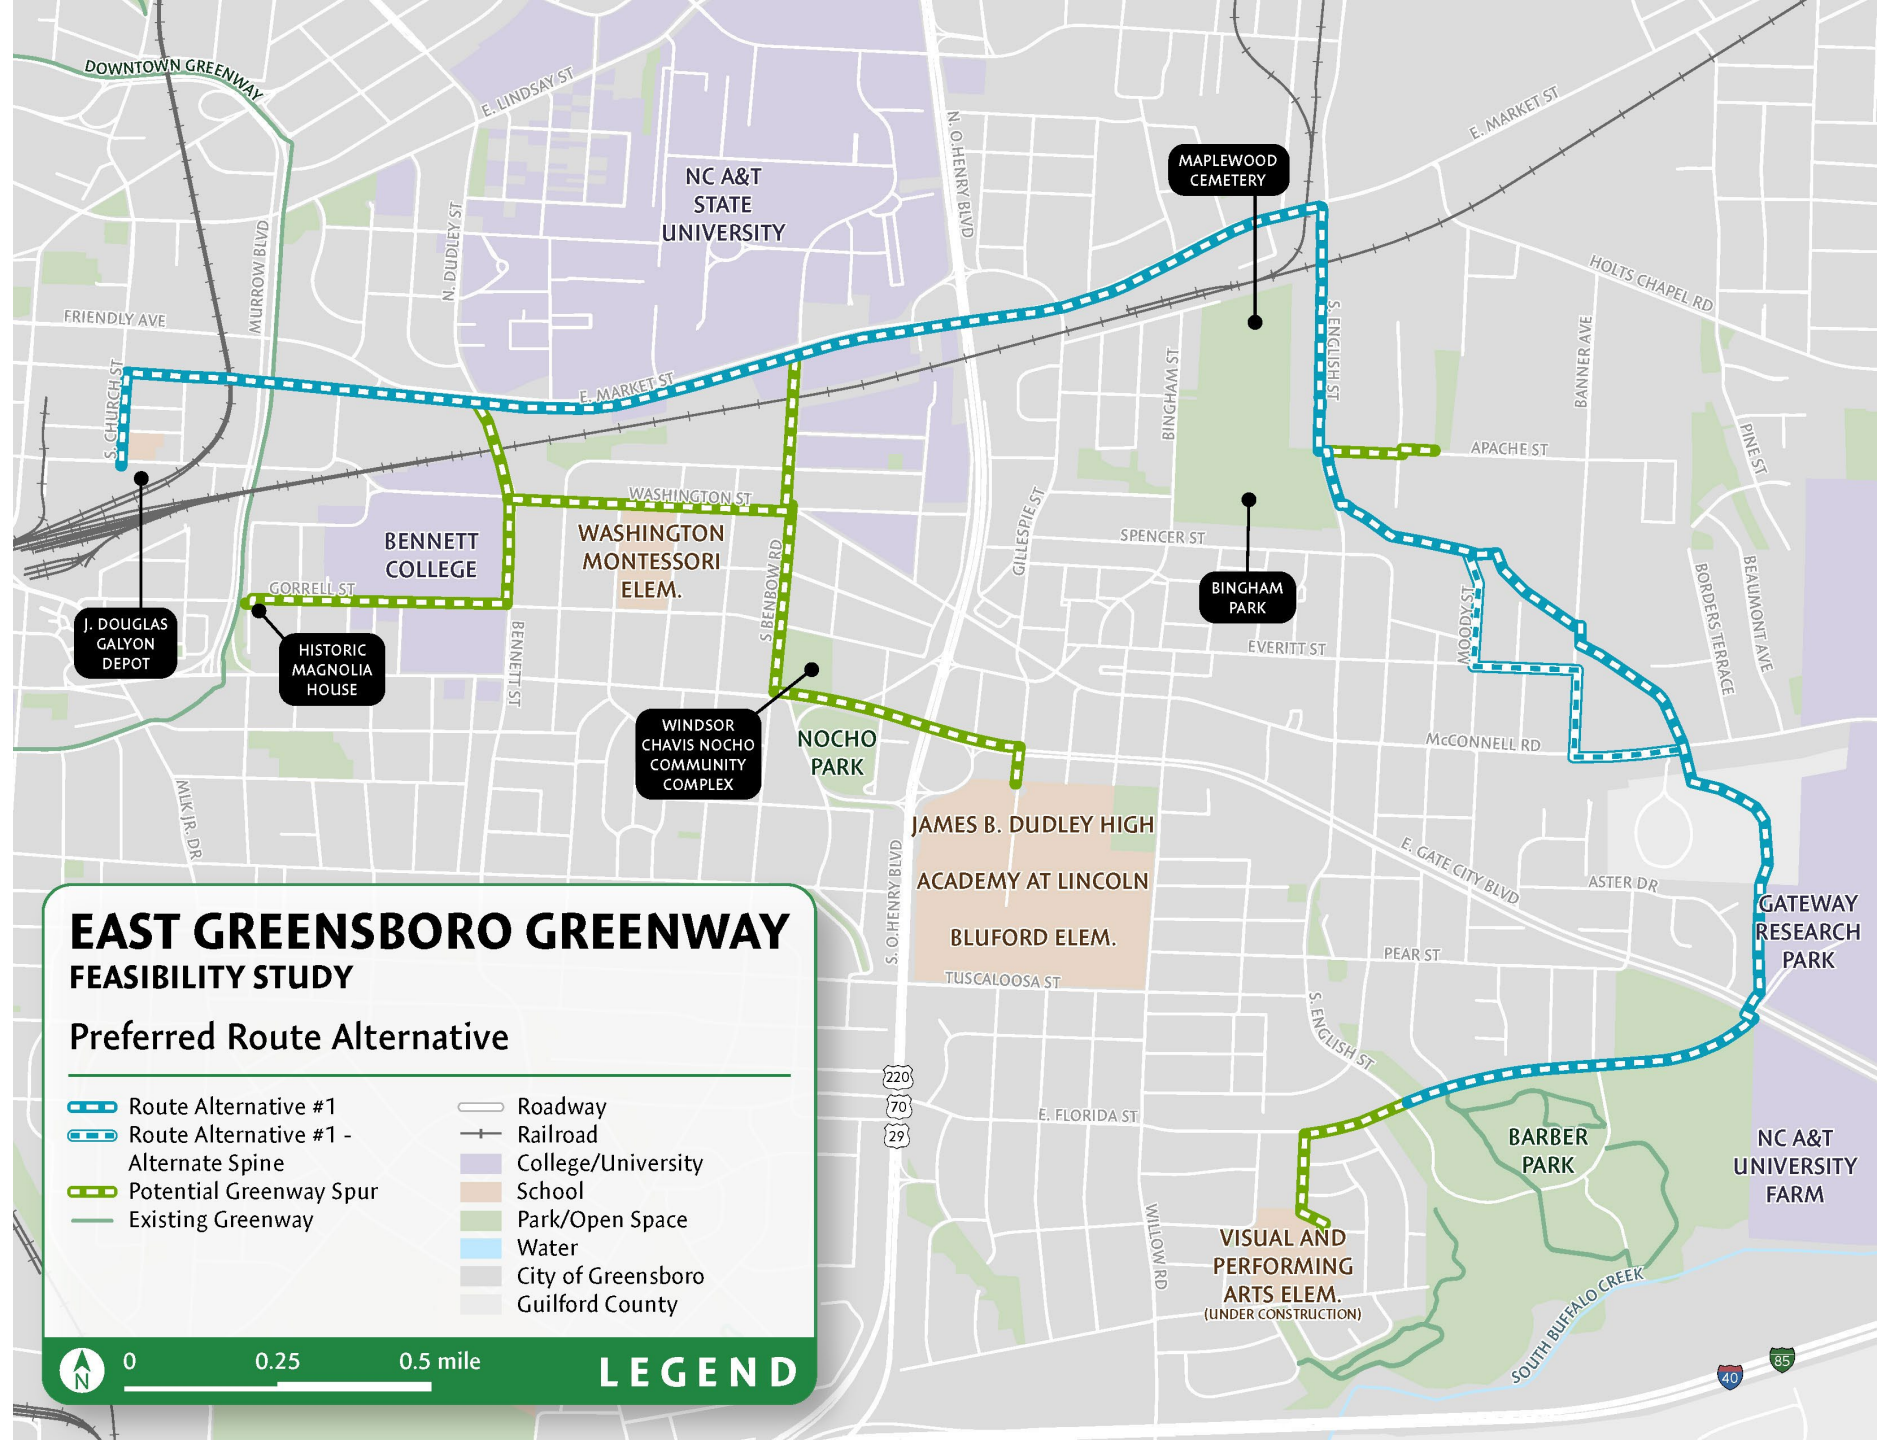 DOWNTOWN GREENWAY
E. LINDSAY ST
N. O.HENRY BLVD
E. MARKET ST
MAPLEWOOD
CEMETERY
NC A&T
STATE
UNIVERSITY
N. DUDLEY ST
MURROW BLVD
HOLTS CHAPEL RD
FRIENDLY AVE
S. CHURCH ST
E. MARKET ST
BINGHAM ST
S. ENGLISH ST
BANNER AVE
APACHE ST
PINE ST
WASHINGTON ST
GILLESPIE ST
SPENCER ST
BENNETT
COLLEGE
WASHINGTON
MONTESSORI
ELEM.
S BENBOW RD
GORRELL ST
BINGHAM
PARK
MOODY ST
BORDERS TERRACE
BEAUMONT AVE
J. DOUGLAS
GALYON
DEPOT
HISTORIC
MAGNOLIA
HOUSE
BENNETT ST
EVERITT ST
WINDSOR
CHAVIS NOCHO
COMMUNITY
COMPLEX
NOCHO
PARK
McCONNELL RD
MLK JR. DR
JAMES B. DUDLEY HIGH
ACADEMY AT LINCOLN
BLUFORD ELEM.
S. O.HENRY BLVD
TUSCALOOSA ST
E. GATE CITY BLVD
ASTER DR
GATEWAY
RESEARCH
PARK
PEAR ST
S. ENGLISH ST
220
70
29
E. FLORIDA ST
BARBER
PARK
NC A&T
UNIVERSITY
FARM
WILLOW RD
VISUAL AND
PERFORMING
ARTS ELEM.
(UNDER CONSTRUCTION)
SOUTH BUFFALO CREEK
40
85
EAST GREENSBORO GREENWAY
FEASIBILITY STUDY
Preferred Route Alternative
Route Alternative #1
Route Alternative #1 -
Alternate Spine
Potential Greenway Spur
Existing Greenway
Roadway
Railroad
College/University
School
Park/Open Space
Water
City of Greensboro
Guilford County
N
0 0.25 0.5 mile
LEGEND